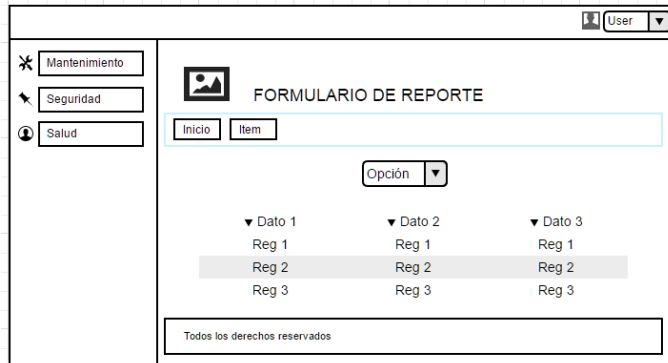 User
Mantenimiento
Seguridad
Salud
FORMULARIO DE REPORTE
Inicio Item
Opción
Dato 1 Dato 2 Dato 3
Reg 1 Reg 1 Reg 1
Reg 2 Reg 2 Reg 2
Reg 3 Reg 3 Reg 3
Todos los derechos reservados